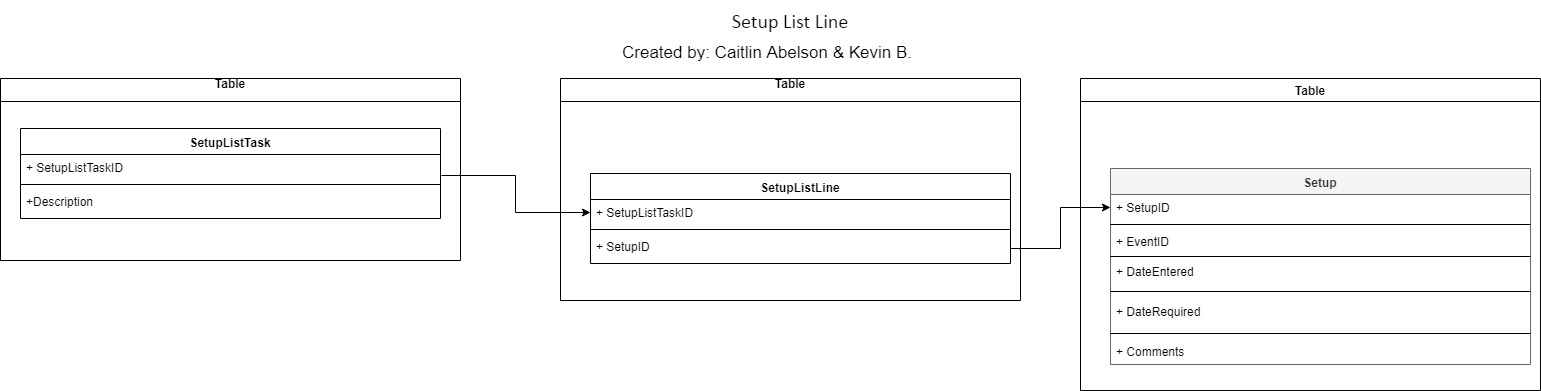 Setup List Line
Created by: Caitlin Abelson & Kevin B.
Table
SetupListTask
+ SetupListTaskID
+Description
Table
SetupListLine
+ SetupListTaskID
+ SetupID
Table
Setup
+ SetupID
+ EventID
+ DateEntered
+ DateRequired
+ Comments